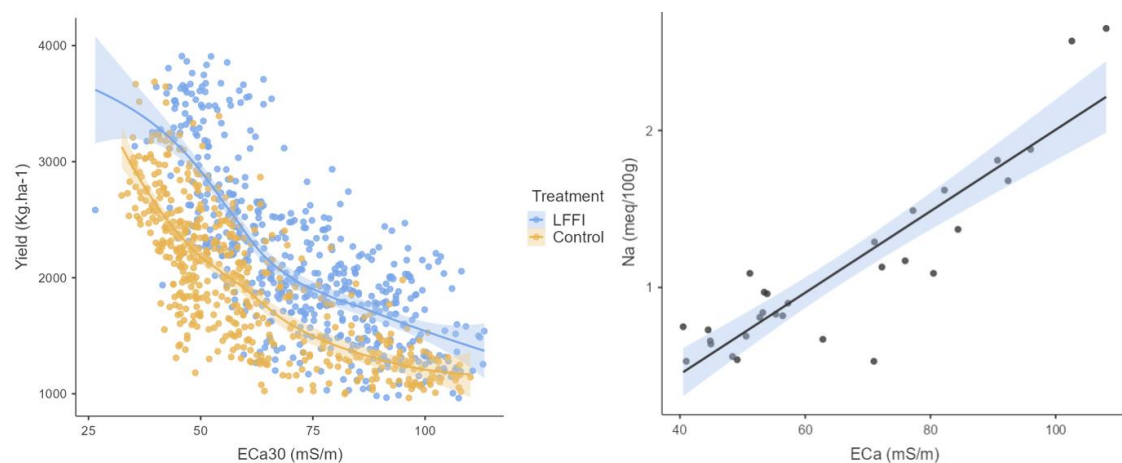 4000
3000
2000
1000
Yield (Kg.ha-1)
25
50
75
100
ECa30 (mS/m)
Treatment
LFFI
Control
2
1
Na (meq/100g)
40
60
80
100
ECa (mS/m)